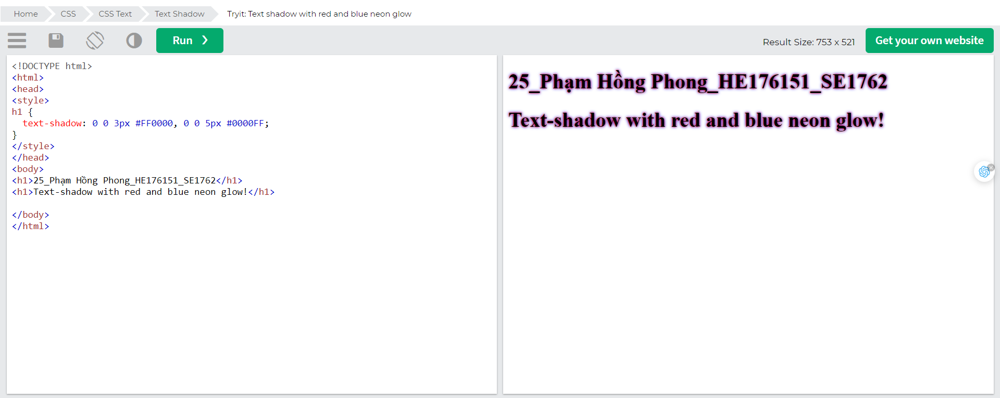 Home CSS CSS Text Text Shadow Tryit: Text shadow with red and blue neon glow
Run ❯ Result Size: 753 x 521 Get your own website
<!DOCTYPE html>
<html>
<head>
<style>
h1 {
  text-shadow: 0 0 3px #FF0000, 0 0 5px #0000FF;
}
</style>
</head>
<body>
<h1>25_Phạm Hồng Phong_HE176151_SE1762</h1>
<h1>Text-shadow with red and blue neon glow!</h1>
</body>
</html>
25_Phạm Hồng Phong_HE176151_SE1762
Text-shadow with red and blue neon glow!